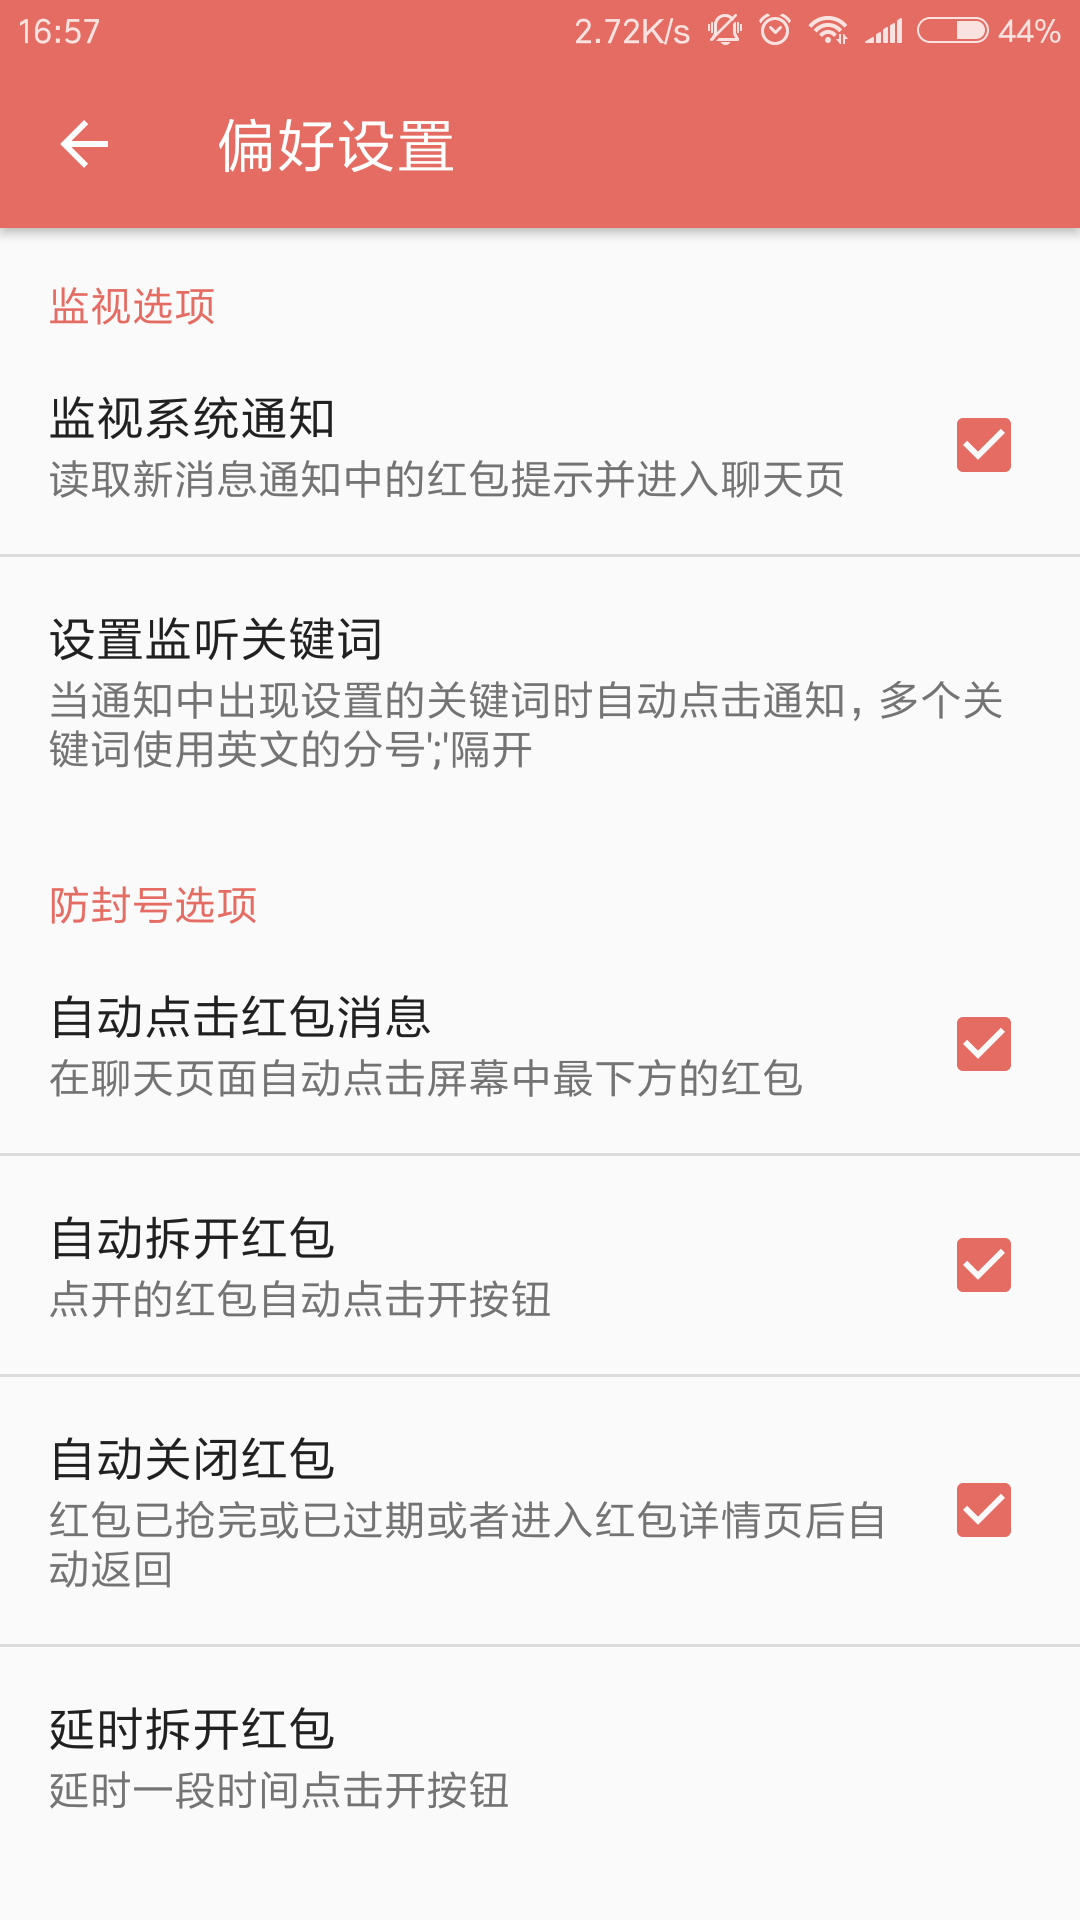 16:57 2.72K/s 44%
偏好设置
监视选项
监视系统通知
读取新消息通知中的红包提示并进入聊天页
设置监听关键词
当通知中出现设置的关键词时自动点击通知，多个关
键词使用英文的分号';'隔开
防封号选项
自动点击红包消息
在聊天页面自动点击屏幕中最下方的红包
自动拆开红包
点开的红包自动点击开按钮
自动关闭红包
红包已抢完或已过期或者进入红包详情页后自
动返回
延时拆开红包
延时一段时间点击开按钮